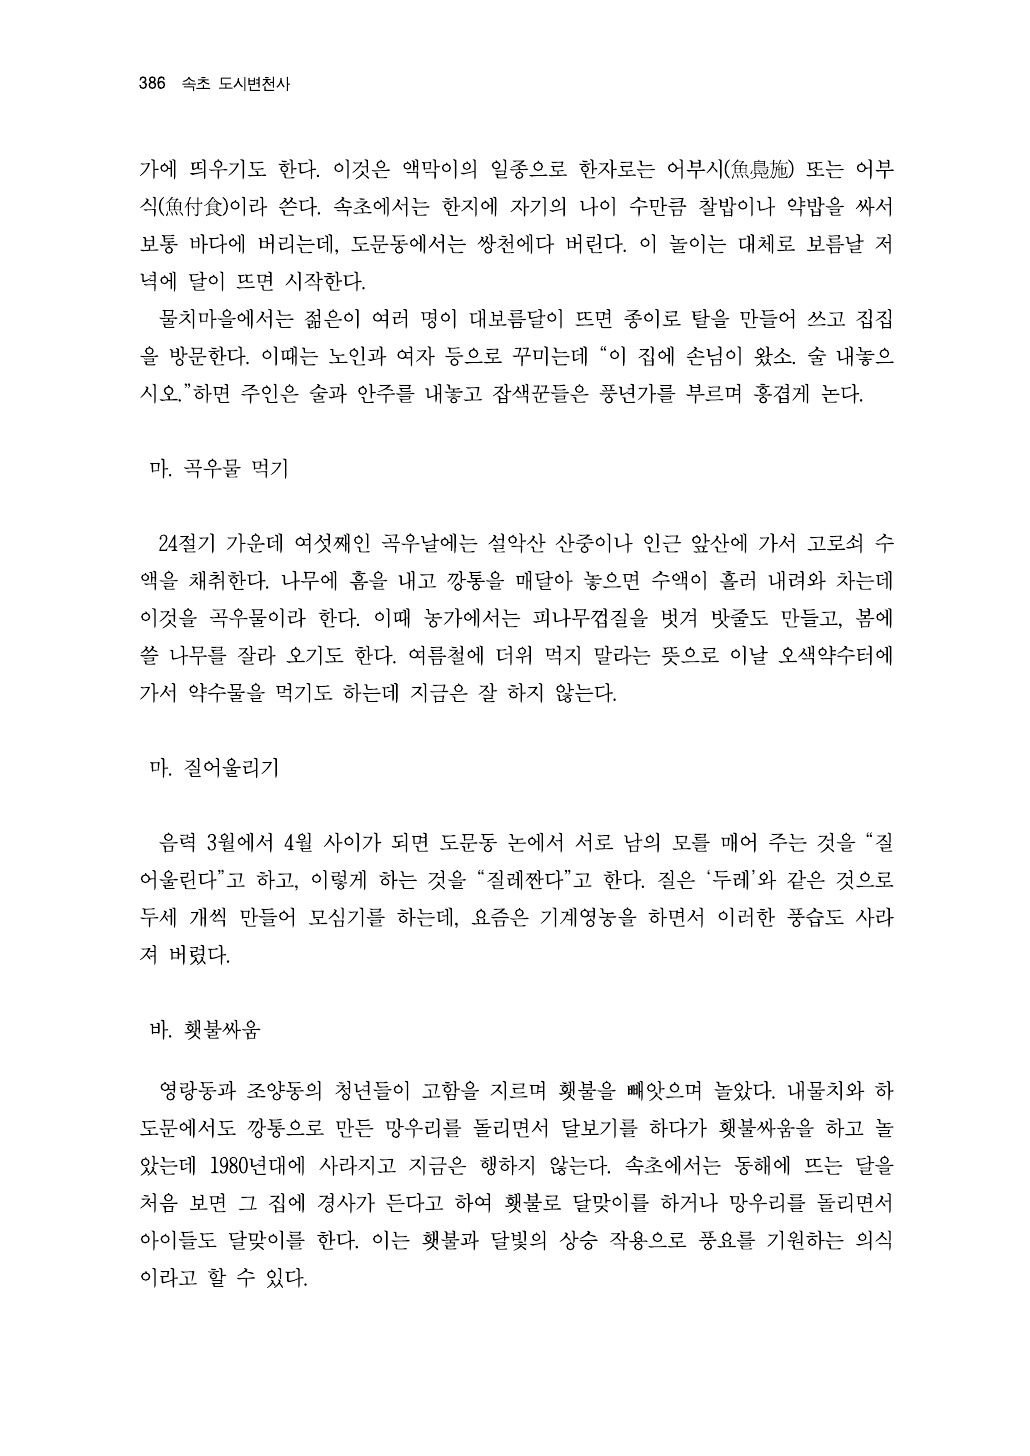 386 속초 도시변천사
가에 띄우기도 한다. 이것은 액막이의 일종으로 한자로는 어부시(魚鳧施) 또는 어부
식(魚付食)이라 쓴다. 속초에서는 한지에 자기의 나이 수만큼 찰밥이나 약밥을 싸서
보통 바다에 버리는데, 도문동에서는 쌍천에다 버린다. 이 놀이는 대체로 보름날 저
녁에 달이 뜨면 시작한다.
물치마을에서는 젊은이 여러 명이 대보름달이 뜨면 종이로 탈을 만들어 쓰고 집집
을 방문한다. 이때는 노인과 여자 등으로 꾸미는데 “이 집에 손님이 왔소. 술 내놓으
시오.”하면 주인은 술과 안주를 내놓고 잡색꾼들은 풍년가를 부르며 흥겹게 논다.
마. 곡우물 먹기
24절기 가운데 여섯째인 곡우날에는 설악산 산중이나 인근 앞산에 가서 고로쇠 수
액을 채취한다. 나무에 흠을 내고 깡통을 매달아 놓으면 수액이 흘러 내려와 차는데
이것을 곡우물이라 한다. 이때 농가에서는 피나무껍질을 벗겨 밧줄도 만들고, 봄에
쓸 나무를 잘라 오기도 한다. 여름철에 더위 먹지 말라는 뜻으로 이날 오색약수터에
가서 약수물을 먹기도 하는데 지금은 잘 하지 않는다.
마. 질어울리기
음력 3월에서 4월 사이가 되면 도문동 논에서 서로 남의 모를 매어 주는 것을 “질
어울린다”고 하고, 이렇게 하는 것을 “질레짠다”고 한다. 질은 ‘두레’와 같은 것으로
두세 개씩 만들어 모심기를 하는데, 요즘은 기계영농을 하면서 이러한 풍습도 사라
져 버렸다.
바. 횃불싸움
영랑동과 조양동의 청년들이 고함을 지르며 횃불을 빼앗으며 놀았다. 내물치와 하
도문에서도 깡통으로 만든 망우리를 돌리면서 달보기를 하다가 횃불싸움을 하고 놀
았는데 1980년대에 사라지고 지금은 행하지 않는다. 속초에서는 동해에 뜨는 달을
처음 보면 그 집에 경사가 든다고 하여 횃불로 달맞이를 하거나 망우리를 돌리면서
아이들도 달맞이를 한다. 이는 횃불과 달빛의 상승 작용으로 풍요를 기원하는 의식
이라고 할 수 있다.